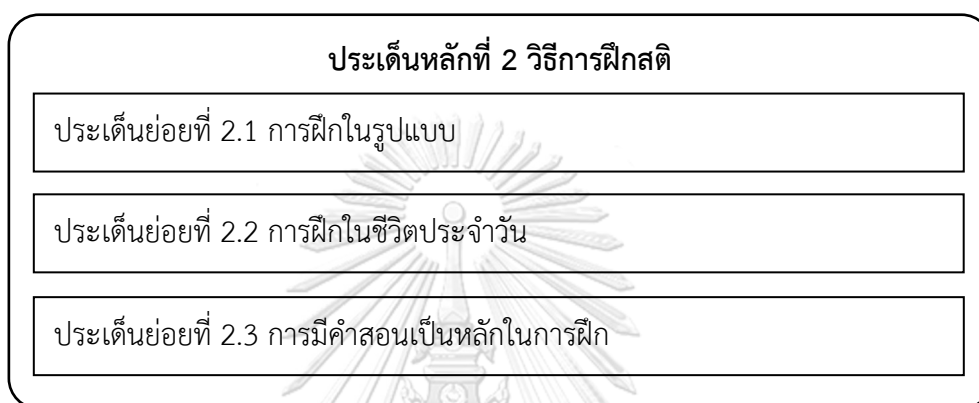 ประเด็นหลักที่ 2 วิธีการฝึกสติ
ประเด็นย่อยที่ 2.1 การฝึกในรูปแบบ
ประเด็นย่อยที่ 2.2 การฝึกในชีวิตประจำวัน
ประเด็นย่อยที่ 2.3 การมีคำสอนเป็นหลักในการฝึก